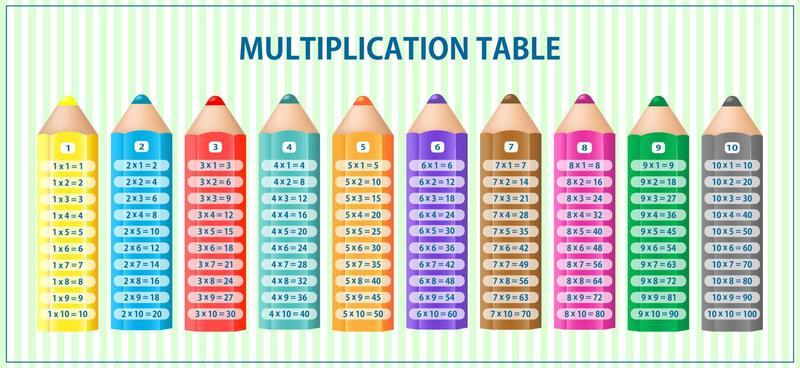 MULTIPLICATION TABLE
1
1 x 1 = 1
1 x 2 = 2
1 x 3 = 3
1 x 4 = 4
1 x 5 = 5
1 x 6 = 6
1 x 7 = 7
1 x 8 = 8
1 x 9 = 9
1 x 10 = 10
2
2 x 1 = 2
2 x 2 = 4
2 x 3 = 6
2 x 4 = 8
2 x 5 = 10
2 x 6 = 12
2 x 7 = 14
2 x 8 = 16
2 x 9 = 18
2 x 10 = 20
3
3 x 1 = 3
3 x 2 = 6
3 x 3 = 9
3 x 4 = 12
3 x 5 = 15
3 x 6 = 18
3 x 7 = 21
3 x 8 = 24
3 x 9 = 27
3 x 10 = 30
4
4 x 1 = 4
4 x 2 = 8
4 x 3 = 12
4 x 4 = 16
4 x 5 = 20
4 x 6 = 24
4 x 7 = 28
4 x 8 = 32
4 x 9 = 36
4 x 10 = 40
5
5 x 1 = 5
5 x 2 = 10
5 x 3 = 15
5 x 4 = 20
5 x 5 = 25
5 x 6 = 30
5 x 7 = 35
5 x 8 = 40
5 x 9 = 45
5 x 10 = 50
6
6 x 1 = 6
6 x 2 = 12
6 x 3 = 18
6 x 4 = 24
6 x 5 = 30
6 x 6 = 36
6 x 7 = 42
6 x 8 = 48
6 x 9 = 54
6 x 10 = 60
7
7 x 1 = 7
7 x 2 = 14
7 x 3 = 21
7 x 4 = 28
7 x 5 = 35
7 x 6 = 42
7 x 7 = 49
7 x 8 = 56
7 x 9 = 63
7 x 10 = 70
8
8 x 1 = 8
8 x 2 = 16
8 x 3 = 24
8 x 4 = 32
8 x 5 = 40
8 x 6 = 48
8 x 7 = 56
8 x 8 = 64
8 x 9 = 72
8 x 10 = 80
9
9 x 1 = 9
9 x 2 = 18
9 x 3 = 27
9 x 4 = 36
9 x 5 = 45
9 x 6 = 54
9 x 7 = 63
9 x 8 = 72
9 x 9 = 81
9 x 10 = 90
10
10 x 1 = 10
10 x 2 = 20
10 x 3 = 30
10 x 4 = 40
10 x 5 = 50
10 x 6 = 60
10 x 7 = 70
10 x 8 = 80
10 x 9 = 90
10 x 10 = 100